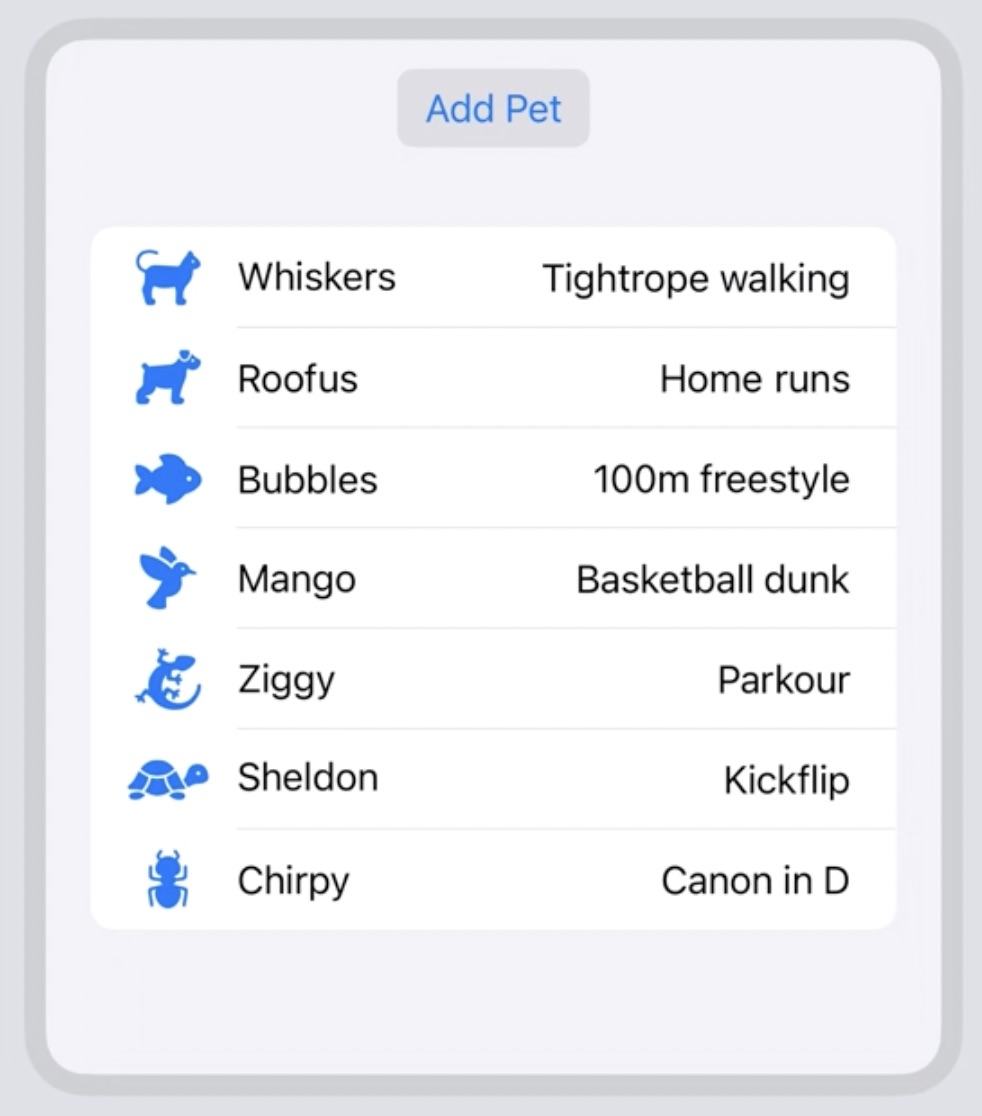 Add Pet
Whiskers Tightrope walking
Roofus Home runs
Bubbles 100m freestyle
Mango Basketball dunk
Ziggy Parkour
Sheldon Kickflip
Chirpy Canon in D